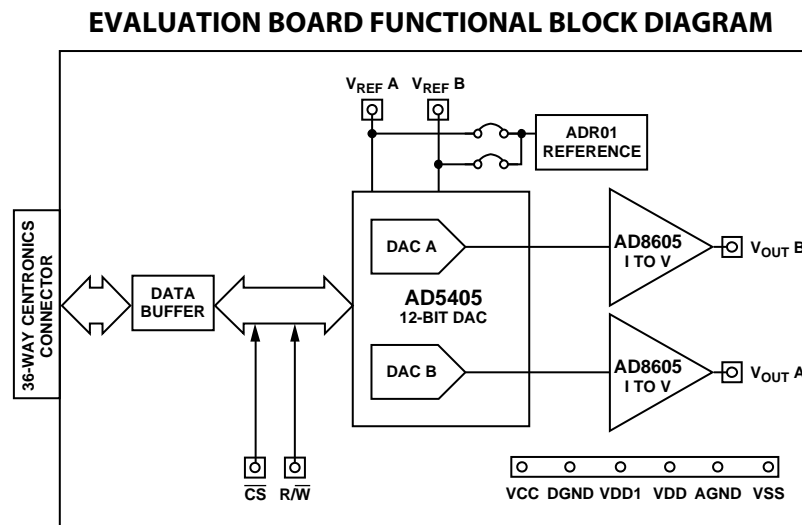 EVALUATION BOARD FUNCTIONAL BLOCK DIAGRAM
VREF A VREF B
ADR01
REFERENCE
36-WAY CENTRONICS
CONNECTOR
DATA
BUFFER
DAC A
AD5405
12-BIT DAC
DAC B
AD8605
I TO V
VOUT B
AD8605
I TO V
VOUT A
C̅S̅ R/W̅
VCC DGND VDD1 VDD AGND VSS